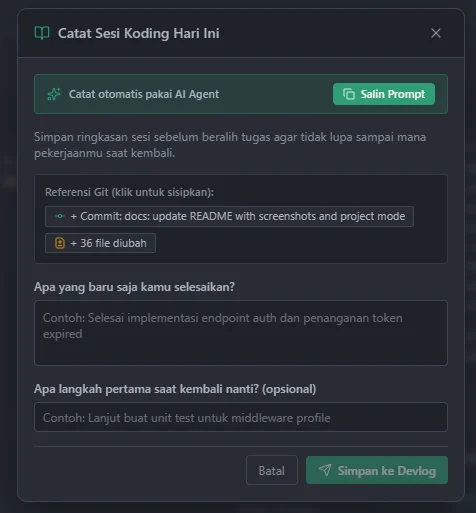 Catat Sesi Koding Hari Ini
Catat otomatis pakai AI Agent
Salin Prompt
Simpan ringkasan sesi sebelum beralih tugas agar tidak lupa sampai mana
pekerjaanmu saat kembali.
Referensi Git (klik untuk sisipkan):
+ Commit: docs: update README with screenshots and project mode
+ 36 file diubah
Apa yang baru saja kamu selesaikan?
Contoh: Selesai implementasi endpoint auth dan penanganan token
expired
Apa langkah pertama saat kembali nanti? (opsional)
Contoh: Lanjut buat unit test untuk middleware profile
Batal
Simpan ke Devlog